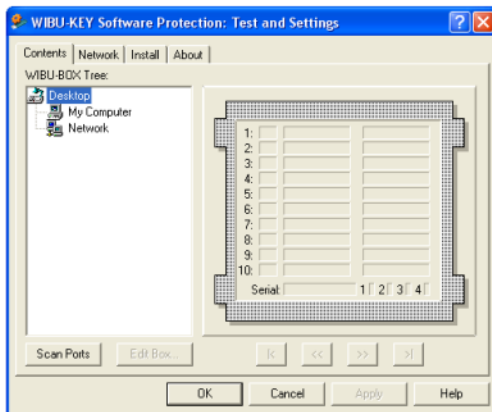 WIBU-KEY Software Protection: Test and Settings
Contents Network Install About
WIBU-BOX Tree:
Desktop
My Computer
Network
1:
2:
3:
4:
5:
6:
7:
8:
9:
10:
Serial: 1 2 3 4
Scan Ports Edit Box... |< << >> >|
OK Cancel Apply Help